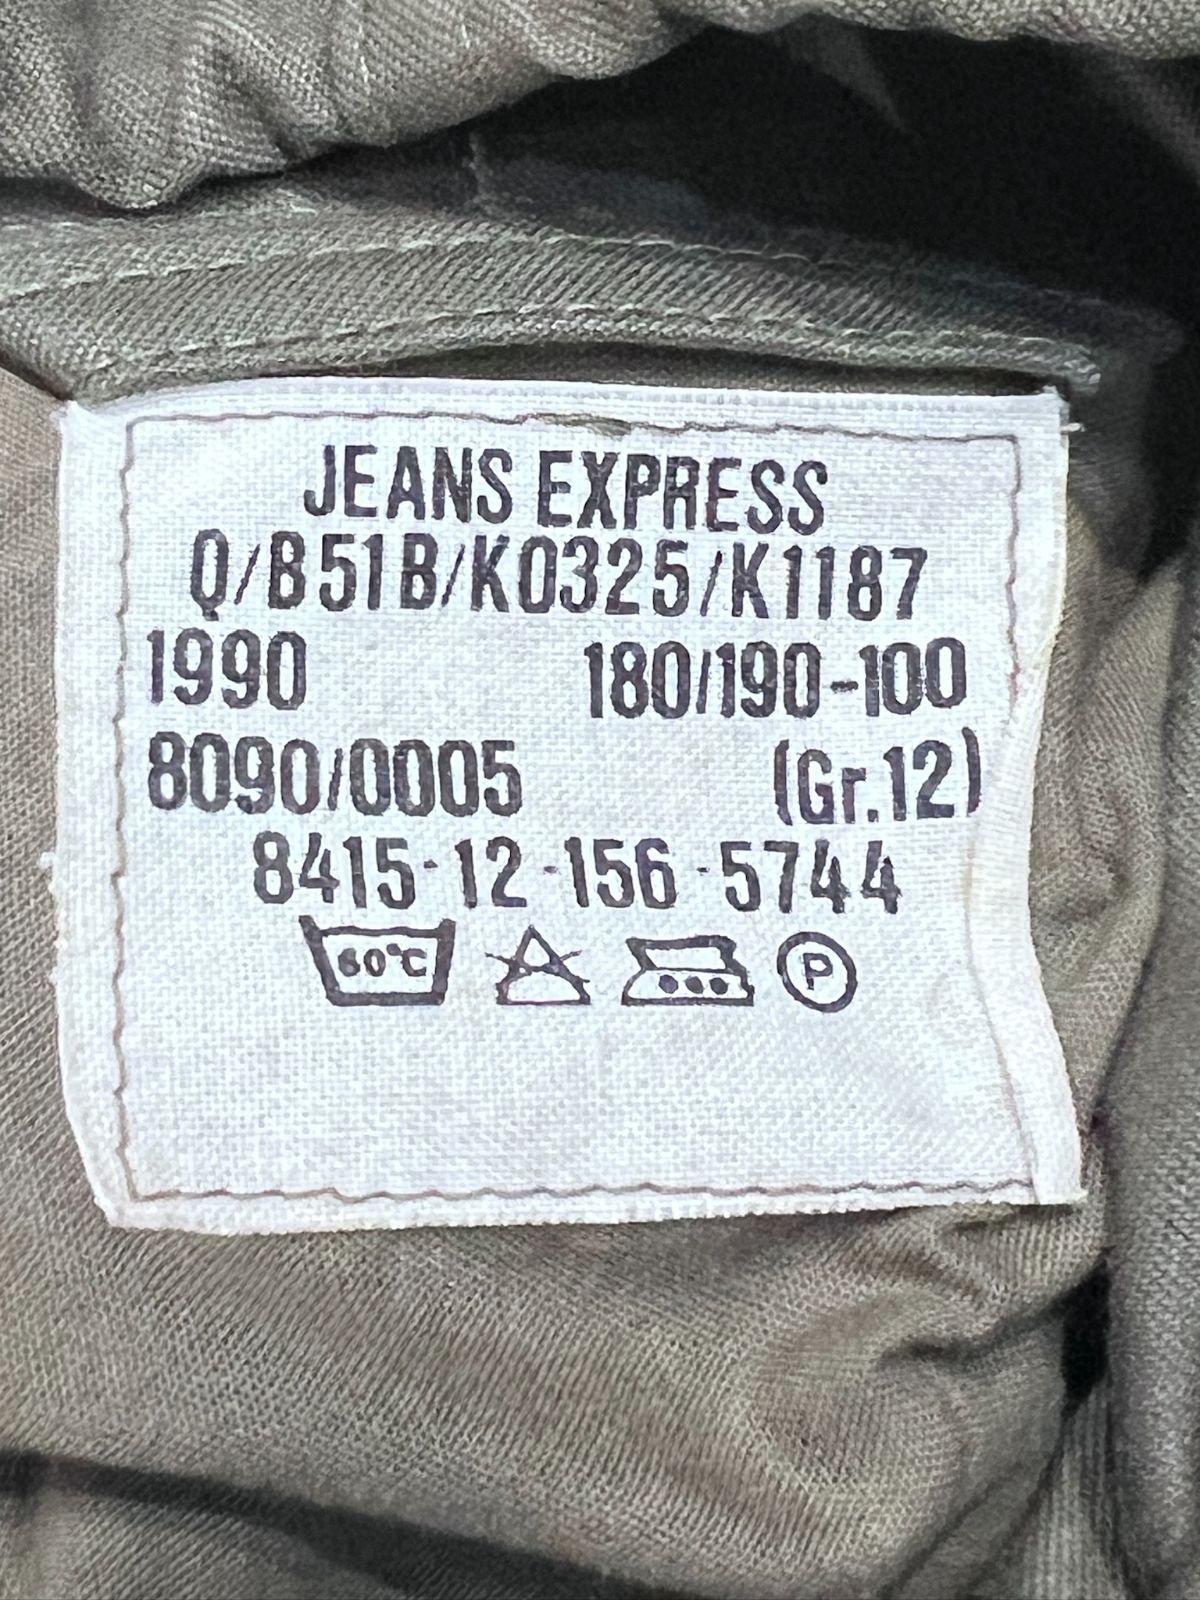 JEANS EXPRESS
Q/B51B/K0325/K1187
1990 180/190-100
8090/0005 (Gr.12)
8415-12-156-5744
60°C P